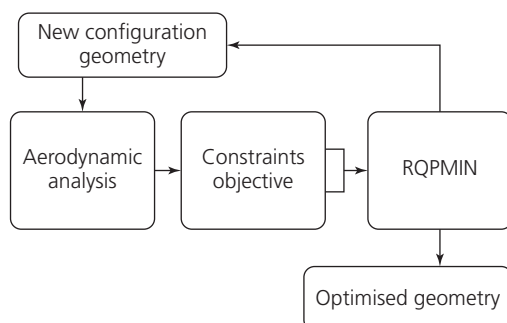 New configuration
geometry
Aerodynamic
analysis
Constraints
objective
RQPMIN
Optimised geometry